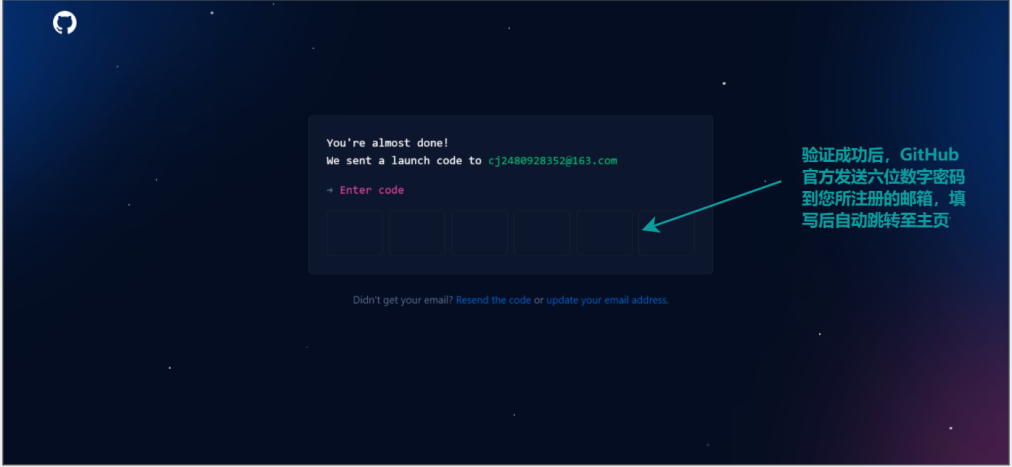 You're almost done!
We sent a launch code to cj2480928352@163.com
→ Enter code
Didn't get your email? Resend the code or update your email address.
验证成功后，GitHub
官方发送六位数字密码
到您所注册的邮箱，填
写后自动跳转至主页